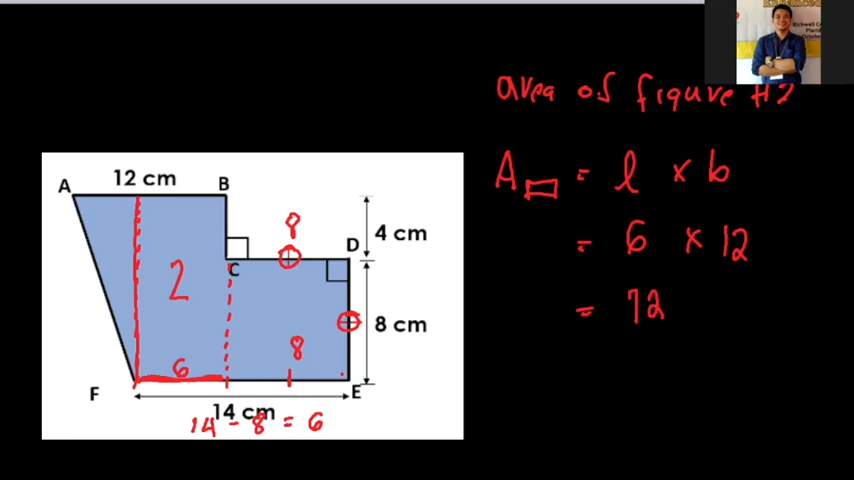 area of figure #2
A▭ = l x b
= 6 x 12
= 72
12 cm
A
B
8
4 cm
D
C
2
8 cm
8
6
F
E
14 cm
14 - 8 = 6